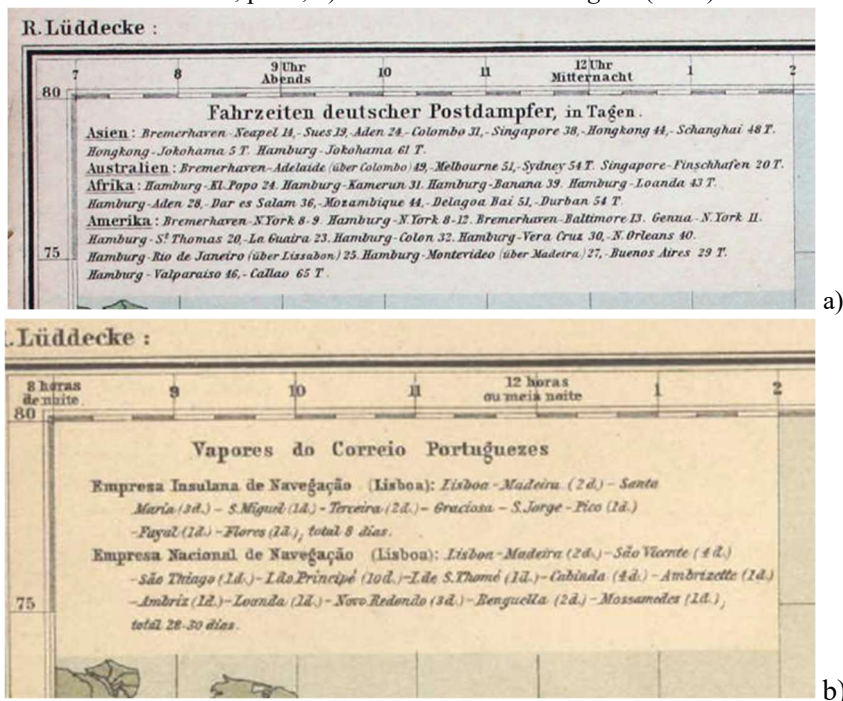 R. Lüddecke :
7 8 9 Uhr Abends 10 11 12 Uhr Mitternacht 1 2
80
Fahrzeiten deutscher Postdampfer, in Tagen.
Asien : Bremerhaven-Neapel 14,- Sues 19,-Aden 24.- Colombo 31,- Singapore 38,-Hongkong 44,- Schanghai 48 T.
Hongkong-Jokohama 5 T. Hamburg-Jokohama 61 T.
Australien : Bremerhaven-Adelaide (über Colombo) 49,-Melbourne 51,-Sydney 54 T. Singapore-Finschhafen 20 T.
Afrika : Hamburg-Kl. Popo 24. Hamburg-Kamerun 31. Hamburg-Banana 39. Hamburg-Loanda 43 T.
Hamburg-Aden 28,-Dar es Salam 36,-Mozambique 44,-Delagoa Bai 51,-Durban 54 T.
Amerika : Bremerhaven-N.York 8-9. Hamburg-N.York 8-12. Bremerhaven-Baltimore 13. Genua-N.York 11.
Hamburg-St Thomas 20,-La Guaira 23. Hamburg-Colon 32. Hamburg-Vera Cruz 30,-N.Orleans 40.
75
Hamburg-Rio de Janeiro (über Lissabon) 25. Hamburg-Montevideo (über Madeira) 27,-Buenos Aires 29 T.
Hamburg-Valparaiso 46,-Callao 65 T.
a)
.Lüddecke :
8 horas de noite 9 10 11 12 horas ou meia noite 1 2
80
Vapores do Correio Portuguezes
Empresa Insulana de Navegação (Lisboa): Lisboa-Madeira (2d.)-Santa
Maria (3d.)- S.Miguel (1d.)-Terceira (2d.)-Graciosa-S.Jorge-Pico (1d.)
-Fayal (1d.)-Flores (1d.), total 8 dias.
Empresa Nacional de Navegação (Lisboa): Lisboa-Madeira (2d.)-São Vicente (4d.)
-São Thiago (1d.)-I.do Principé (10d.)-I.de S.Thomé (1d.)-Cabinda (4d.)-Ambrizette (1d.)
75
-Ambriz (1d.)-Loanda (1d.)-Novo Redondo (3d.)-Benguella (2d.)-Mossamedes (1d.),
total 28-30 dias.
b)